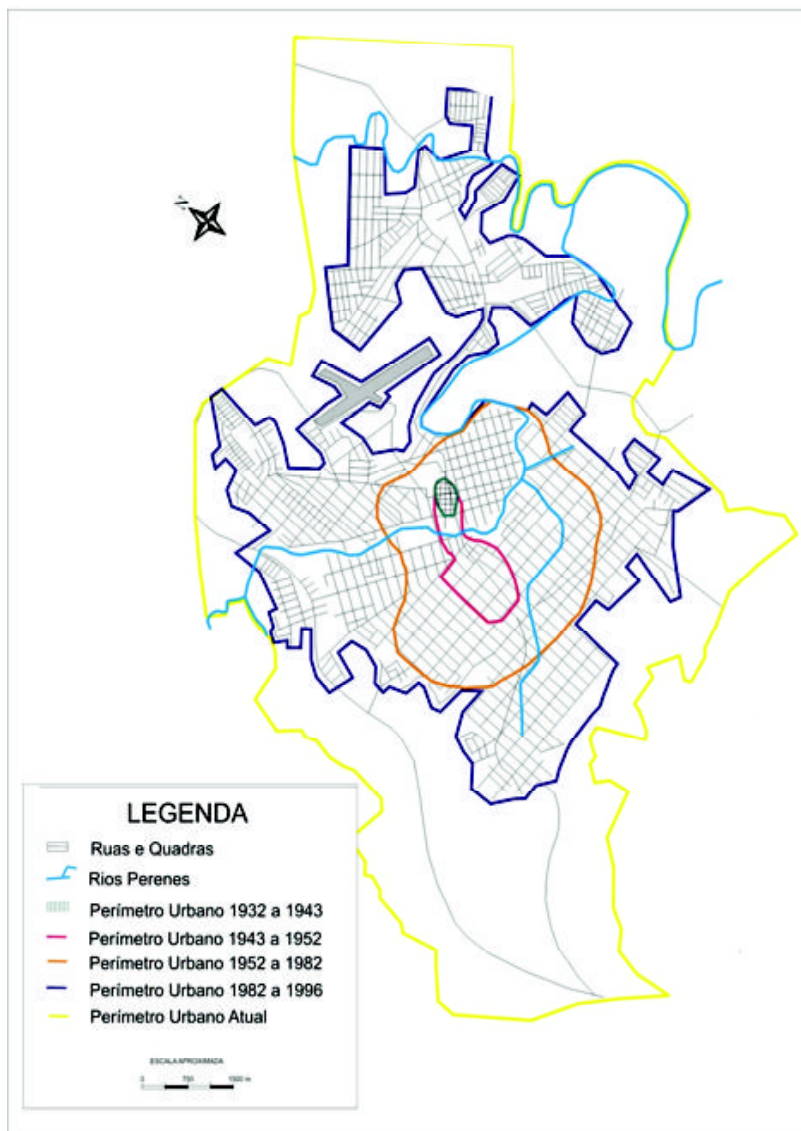 N
LEGENDA
Ruas e Quadras
Rios Perenes
Perímetro Urbano 1932 a 1943
Perímetro Urbano 1943 a 1952
Perímetro Urbano 1952 a 1982
Perímetro Urbano 1982 a 1996
Perímetro Urbano Atual
ESCALA APROXIMADA
0 750 1500 m